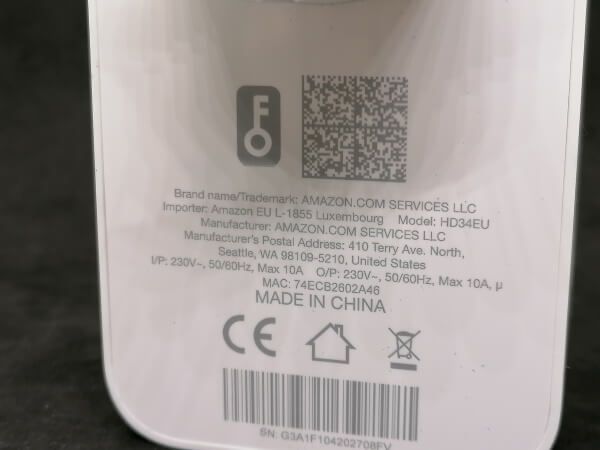 F
Brand name/Trademark: AMAZON.COM SERVICES LLC
Importer: Amazon EU L-1855 Luxembourg Model: HD34EU
Manufacturer: AMAZON.COM SERVICES LLC
Manufacturer's Postal Address: 410 Terry Ave. North,
Seattle, WA 98109-5210, United States
I/P: 230V~, 50/60Hz, Max 10A O/P: 230V~, 50/60Hz, Max 10A, μ
MAC: 74ECB2602A46
MADE IN CHINA
CE
SN: G3A1F104202708FV